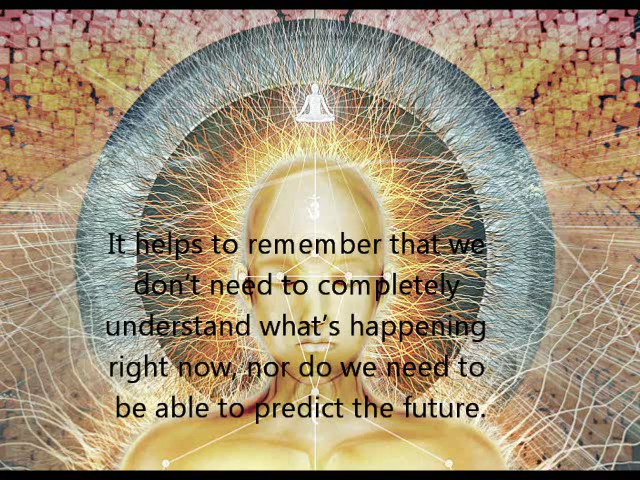 It helps to remember that we
don't need to completely
understand what's happening
right now, nor do we need to
be able to predict the future.